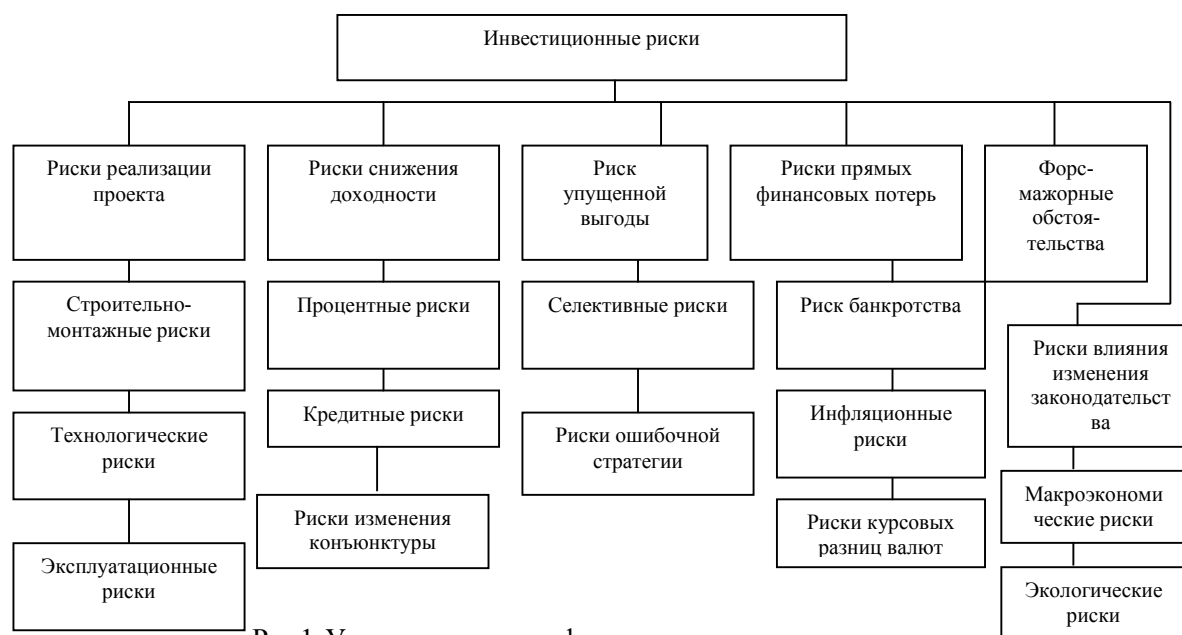 Инвестиционные риски
Риски реализации
проекта
Риски снижения
доходности
Риск
упущенной
выгоды
Риски прямых
финансовых потерь
Форс-
мажорные
обстоя-
тельства
Строительно-
монтажные риски
Процентные риски
Селективные риски
Риск банкротства
Риски влияния
изменения
законодательст
ва
Технологические
риски
Кредитные риски
Риски ошибочной
стратегии
Инфляционные
риски
Макроэкономи
ческие риски
Риски изменения
конъюнктуры
Риски курсовых
разниц валют
Эксплуатационные
риски
Экологические
риски